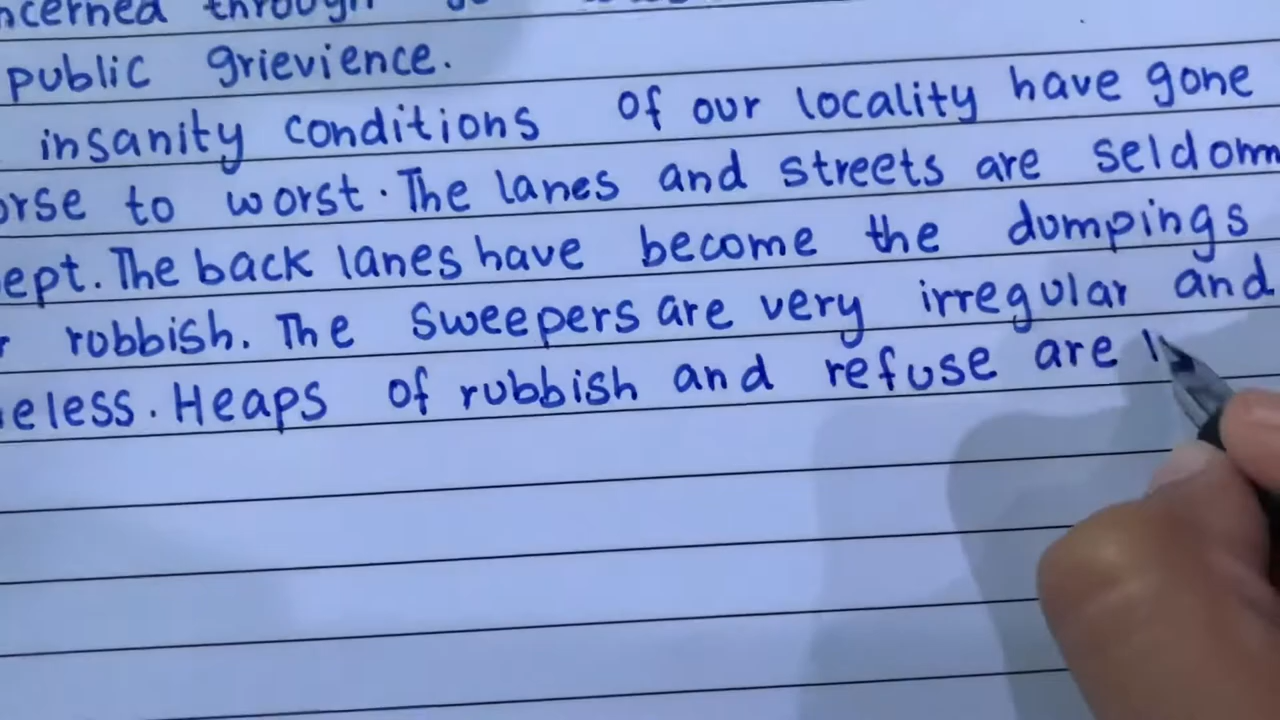 ncerned through
public grievience.
insanity conditions of our locality have gone
orse to worst. The lanes and streets are seldom
ept. The back lanes have become the dumpings
r robbish. The sweepers are very irregular and
eless. Heaps of rubbish and refuse are